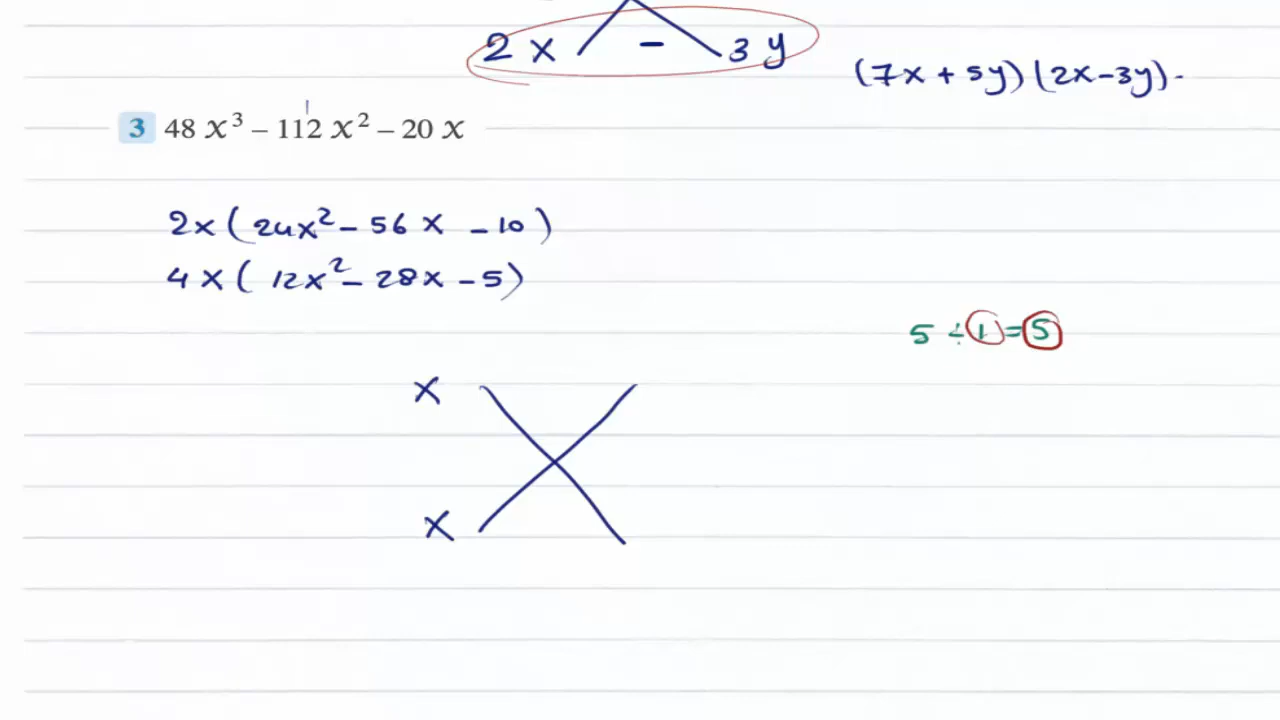 2x - 3y
(7x + 5y)(2x-3y).
3 48 x³ – 112 x² – 20 x
2x ( 24x² - 56 x - 10 )
4 x ( 12x² - 28x - 5 )
5 ÷ 1 = 5
x
x